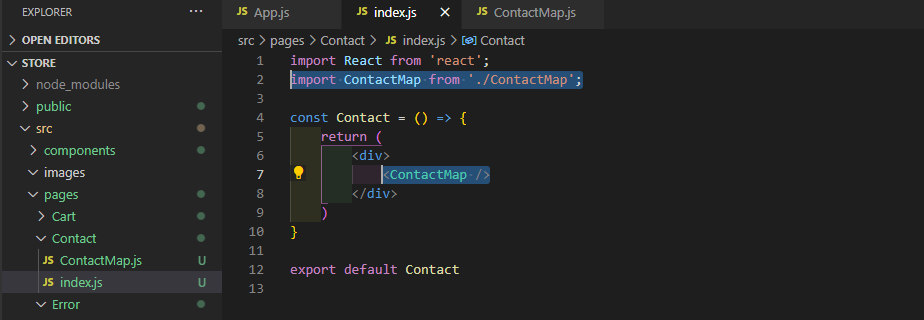 EXPLORER
OPEN EDITORS
STORE
node_modules
public
src
components
images
pages
Cart
Contact
ContactMap.js U
index.js U
Error
JS App.js
JS index.js ×
JS ContactMap.js
src > pages > Contact > JS index.js > Contact
1 import React from 'react';
2 import ContactMap from './ContactMap';
3
4 const Contact = () => {
5 return (
6 <div>
7 <ContactMap />
8 </div>
9 )
10 }
11
12 export default Contact
13